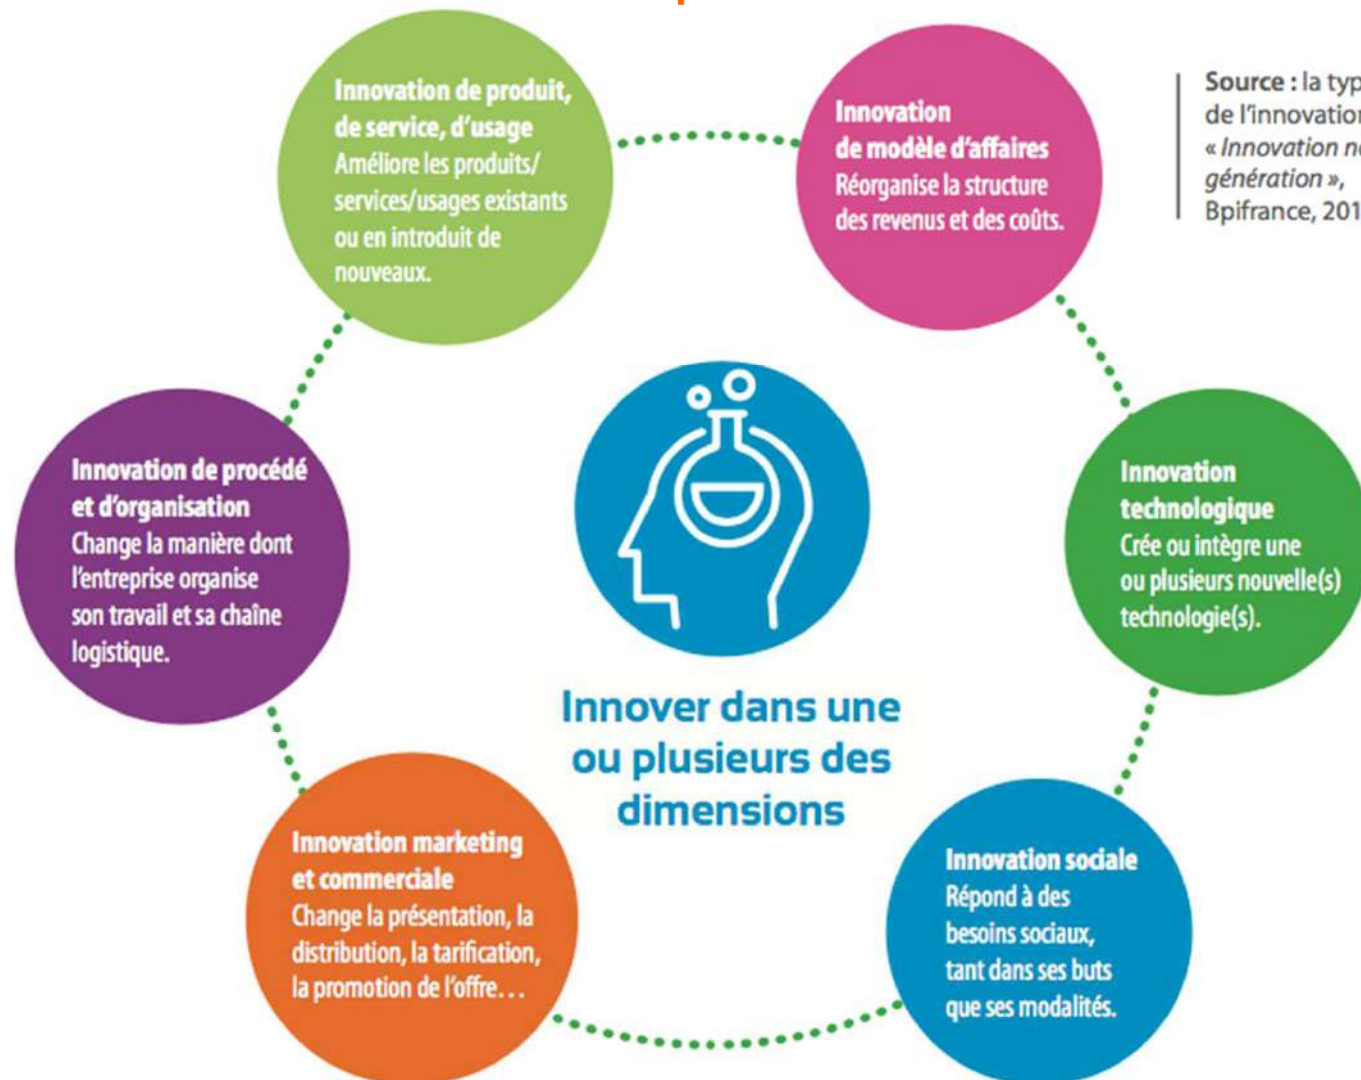 Innovation de produit,
de service, d'usage
Améliore les produits/
services/usages existants
ou en introduit de
nouveaux.
Innovation
de modèle d'affaires
Réorganise la structure
des revenus et des coûts.
Source : la
de l'innovation
« Innovation
génération »,
Bpifrance,
Innovation de procédé
et d'organisation
Change la manière dont
l'entreprise organise
son travail et sa chaîne
logistique.
Innovation
technologique
Crée ou intègre une
ou plusieurs nouvelle(s)
technologie(s).
Innover dans une
ou plusieurs des
dimensions
Innovation marketing
et commerciale
Change la présentation, la
distribution, la tarification,
la promotion de l'offre…
Innovation sociale
Répond à des
besoins sociaux,
tant dans ses buts
que ses modalités.